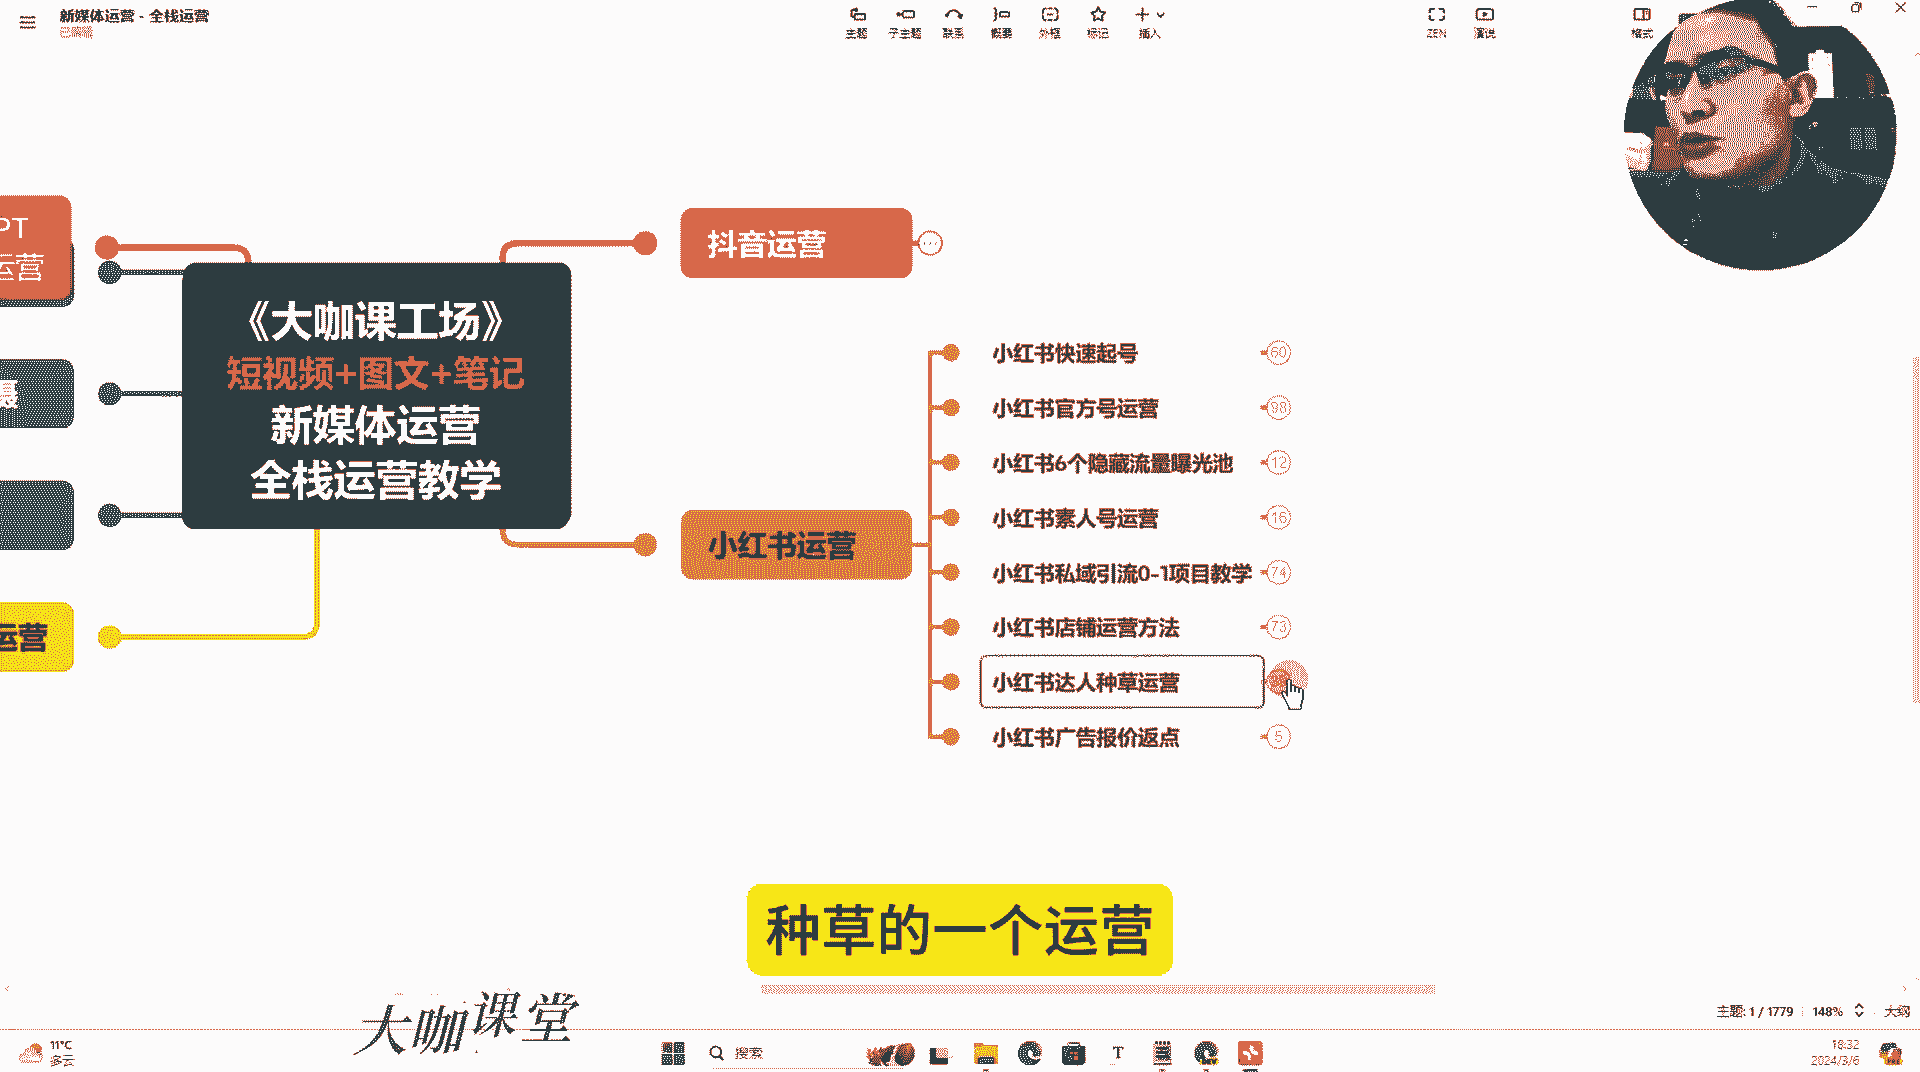 新媒体运营 - 全栈运营
已编辑
主题
子主题
联系
概要
外框
标记
插入
ZEN
演说
格式
PT
运营
抖音运营
《大咖课工场》
短视频+图文+笔记
新媒体运营
全栈运营教学
小红书运营
小红书快速起号
60
小红书官方号运营
98
小红书6个隐藏流量曝光池
12
小红书素人号运营
16
小红书私域引流0-1项目教学
74
小红书店铺运营方法
73
小红书达人种草运营
小红书广告报价返点
5
运营
种草的一个运营
大咖课堂
主题: 1 / 1779
148%
大纲
11°C
多云
搜索
18:32
2024/3/6